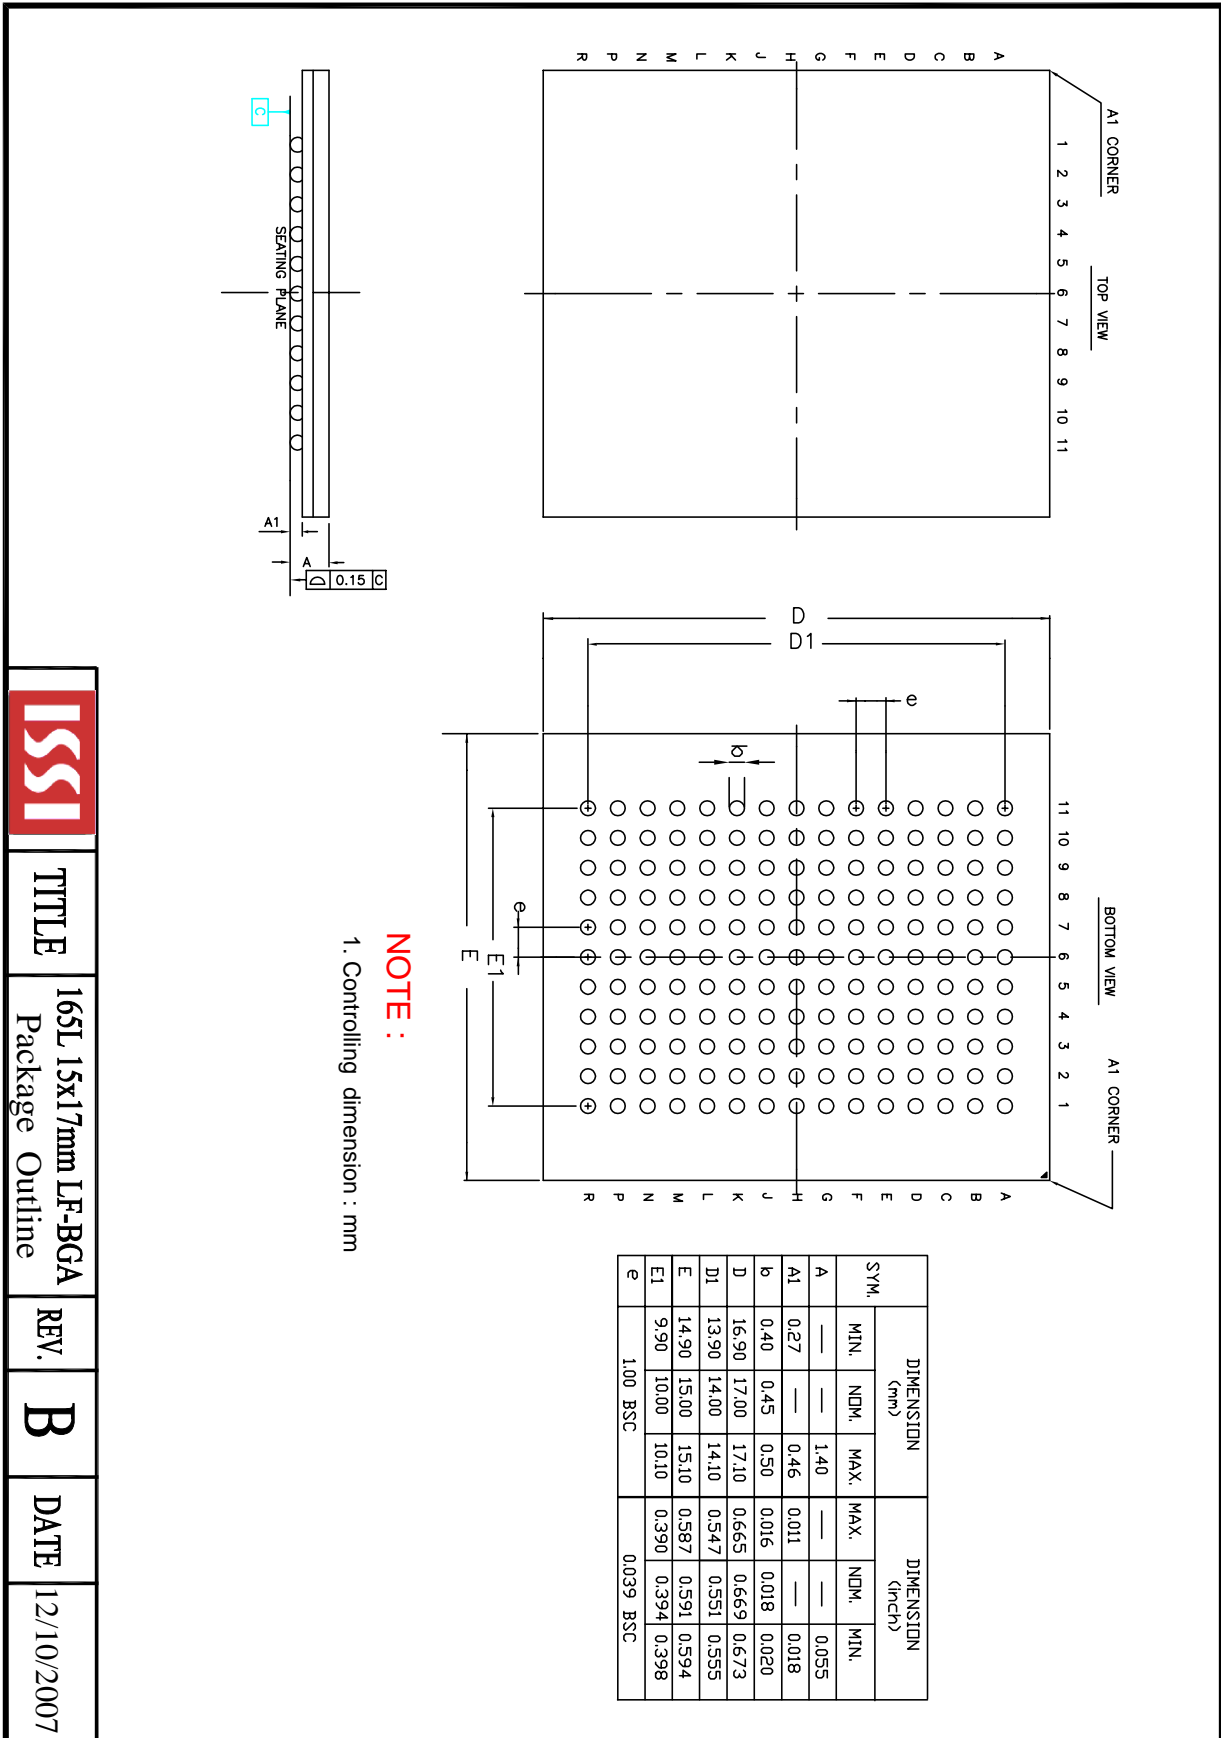 A1 CORNER
TOP VIEW
1 2 3 4 5 6 7 8 9 10 11
A
B
C
D
E
F
G
H
J
K
L
M
N
P
R
C
SEATING PLANE
A1
A
0.15 C
BOTTOM VIEW
A1 CORNER
11 10 9 8 7 6 5 4 3 2 1
A
B
C
D
E
F
G
H
J
K
L
M
N
P
R
D
D1
e
b
e
E1
E
SYM. DIMENSION (mm) DIMENSION (inch)
MIN. NOM. MAX. MAX. NOM. MIN.
A — — 1.40 — — 0.055
A1 0.27 — 0.46 0.011 — 0.018
b 0.40 0.45 0.50 0.016 0.018 0.020
D 16.90 17.00 17.10 0.665 0.669 0.673
D1 13.90 14.00 14.10 0.547 0.551 0.555
E 14.90 15.00 15.10 0.587 0.591 0.594
E1 9.90 10.00 10.10 0.390 0.394 0.398
e 1.00 BSC 0.039 BSC
NOTE :
1. Controlling dimension : mm
ISSI
TITLE
165L 15x17mm LF-BGA
Package Outline
REV.
B
DATE
12/10/2007